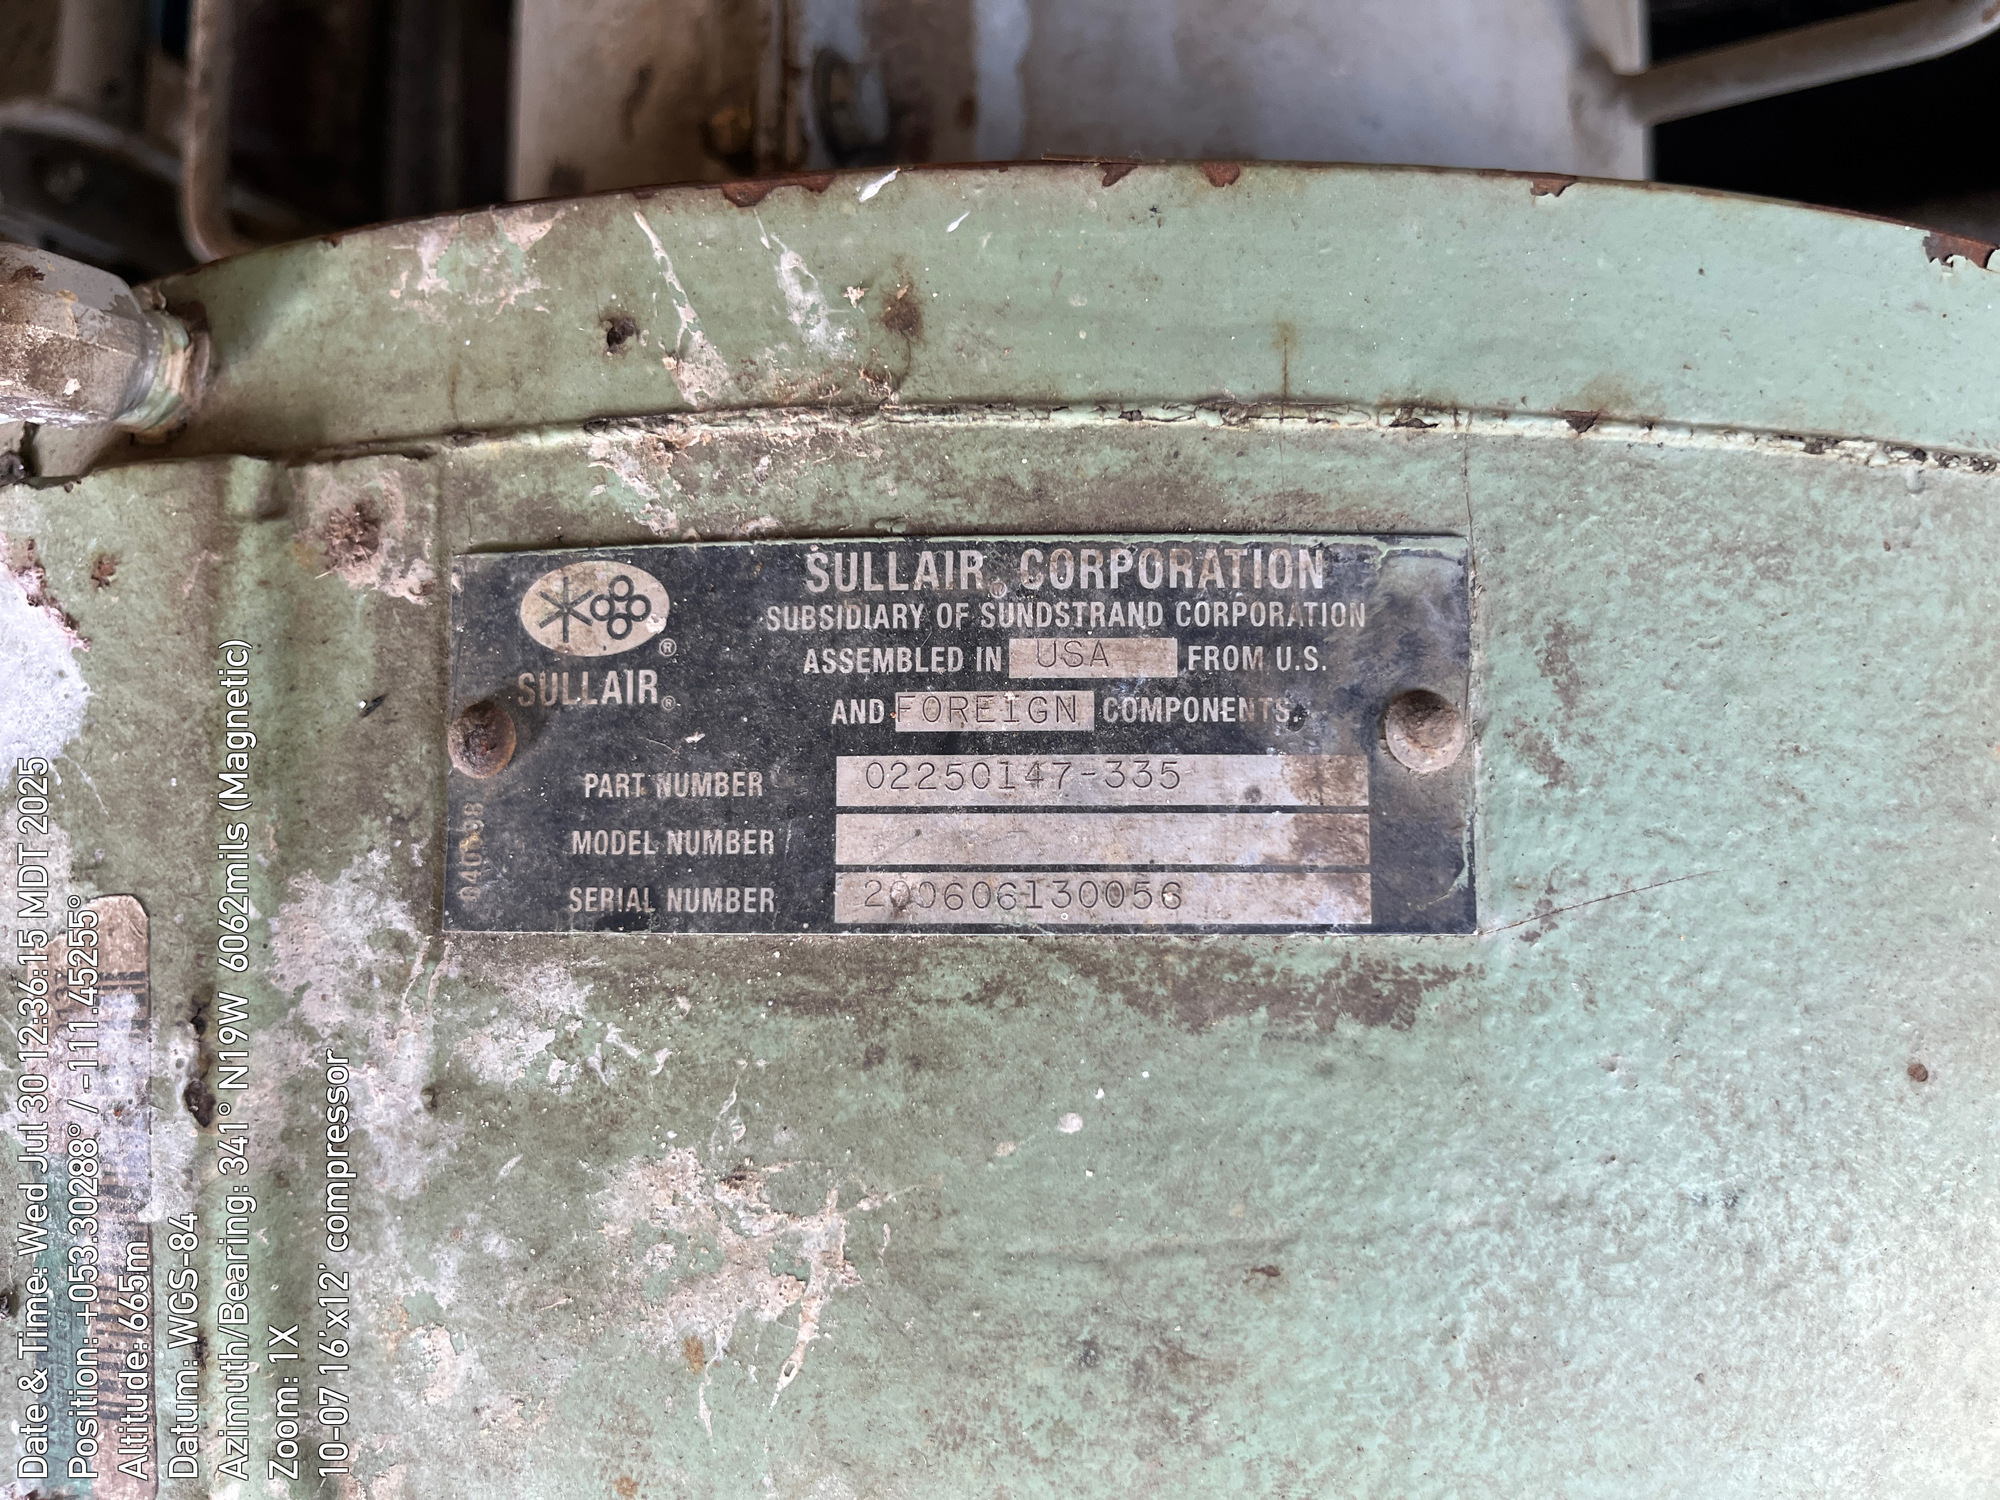 SULLAIR® CORPORATION
SUBSIDIARY OF SUNDSTRAND CORPORATION
ASSEMBLED IN USA FROM U.S.
AND FOREIGN COMPONENTS.
®
SULLAIR®
PART NUMBER 02250147-335
MODEL NUMBER
SERIAL NUMBER 200606130056
Date & Time: Wed Jul 30 12:36:15 MDT 2025
Position: +053.30288° / -111.45255°
Altitude: 665m
Datum: WGS-84
Azimuth/Bearing: 341° N19W 6062mils (Magnetic)
Zoom: 1X
10-07 16'x12' compressor